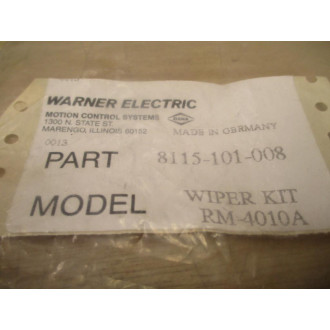 WARNER ELECTRIC
MOTION CONTROL SYSTEMS
1300 N. STATE ST.
MARENGO, ILLINOIS 60152
MADE IN GERMANY
0013
PART 8115-101-008
MODEL WIPER KIT
RM-4010A